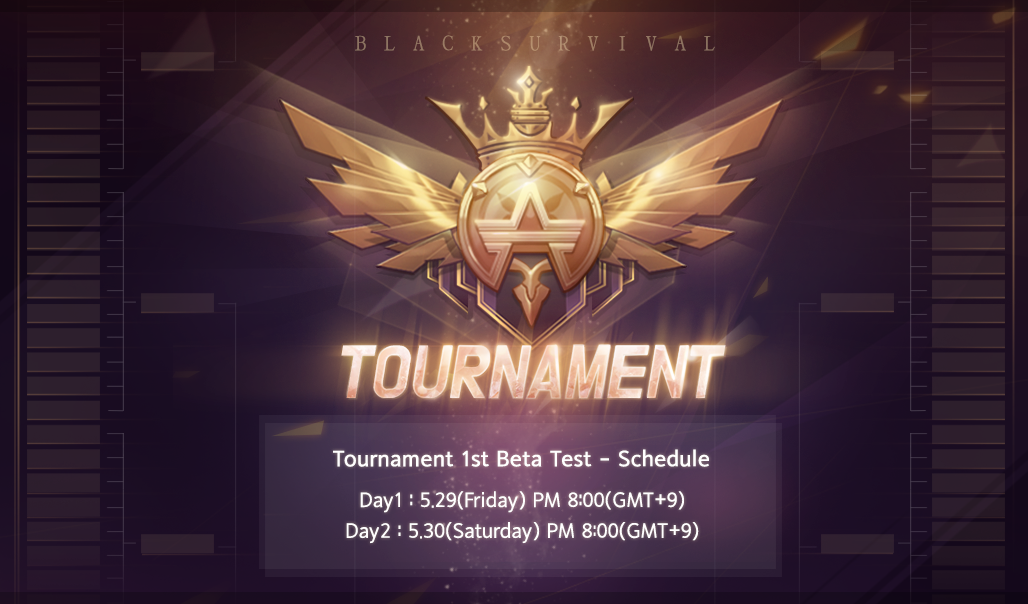 BLACKSURVIVAL
A
TOURNAMENT
Tournament 1st Beta Test - Schedule
Day1 : 5.29(Friday) PM 8:00(GMT+9)
Day2 : 5.30(Saturday) PM 8:00(GMT+9)